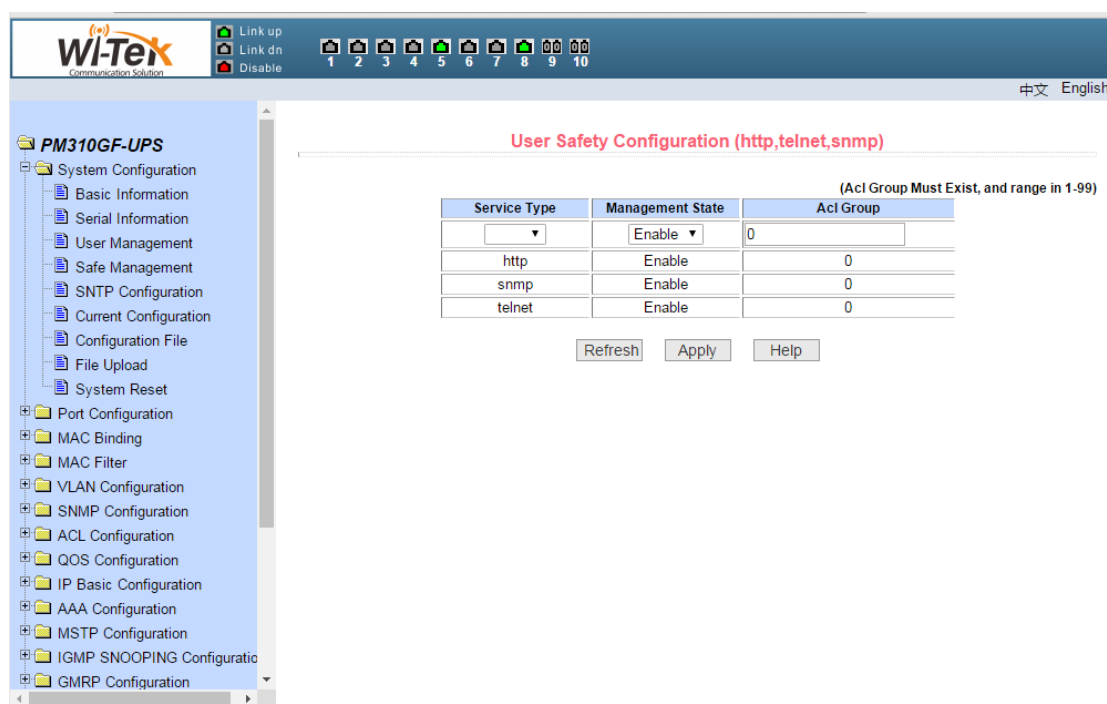 Wi-Tek
Communication Solution
Link up
Link dn
Disable
1 2 3 4 5 6 7 8 9 10
中文 English
PM310GF-UPS
System Configuration
Basic Information
Serial Information
User Management
Safe Management
SNTP Configuration
Current Configuration
Configuration File
File Upload
System Reset
Port Configuration
MAC Binding
MAC Filter
VLAN Configuration
SNMP Configuration
ACL Configuration
QOS Configuration
IP Basic Configuration
AAA Configuration
MSTP Configuration
IGMP SNOOPING Configuratio
GMRP Configuration
User Safety Configuration (http,telnet,snmp)
(Acl Group Must Exist, and range in 1-99)
Service Type Management State Acl Group
Enable 0
http Enable 0
snmp Enable 0
telnet Enable 0
Refresh Apply Help